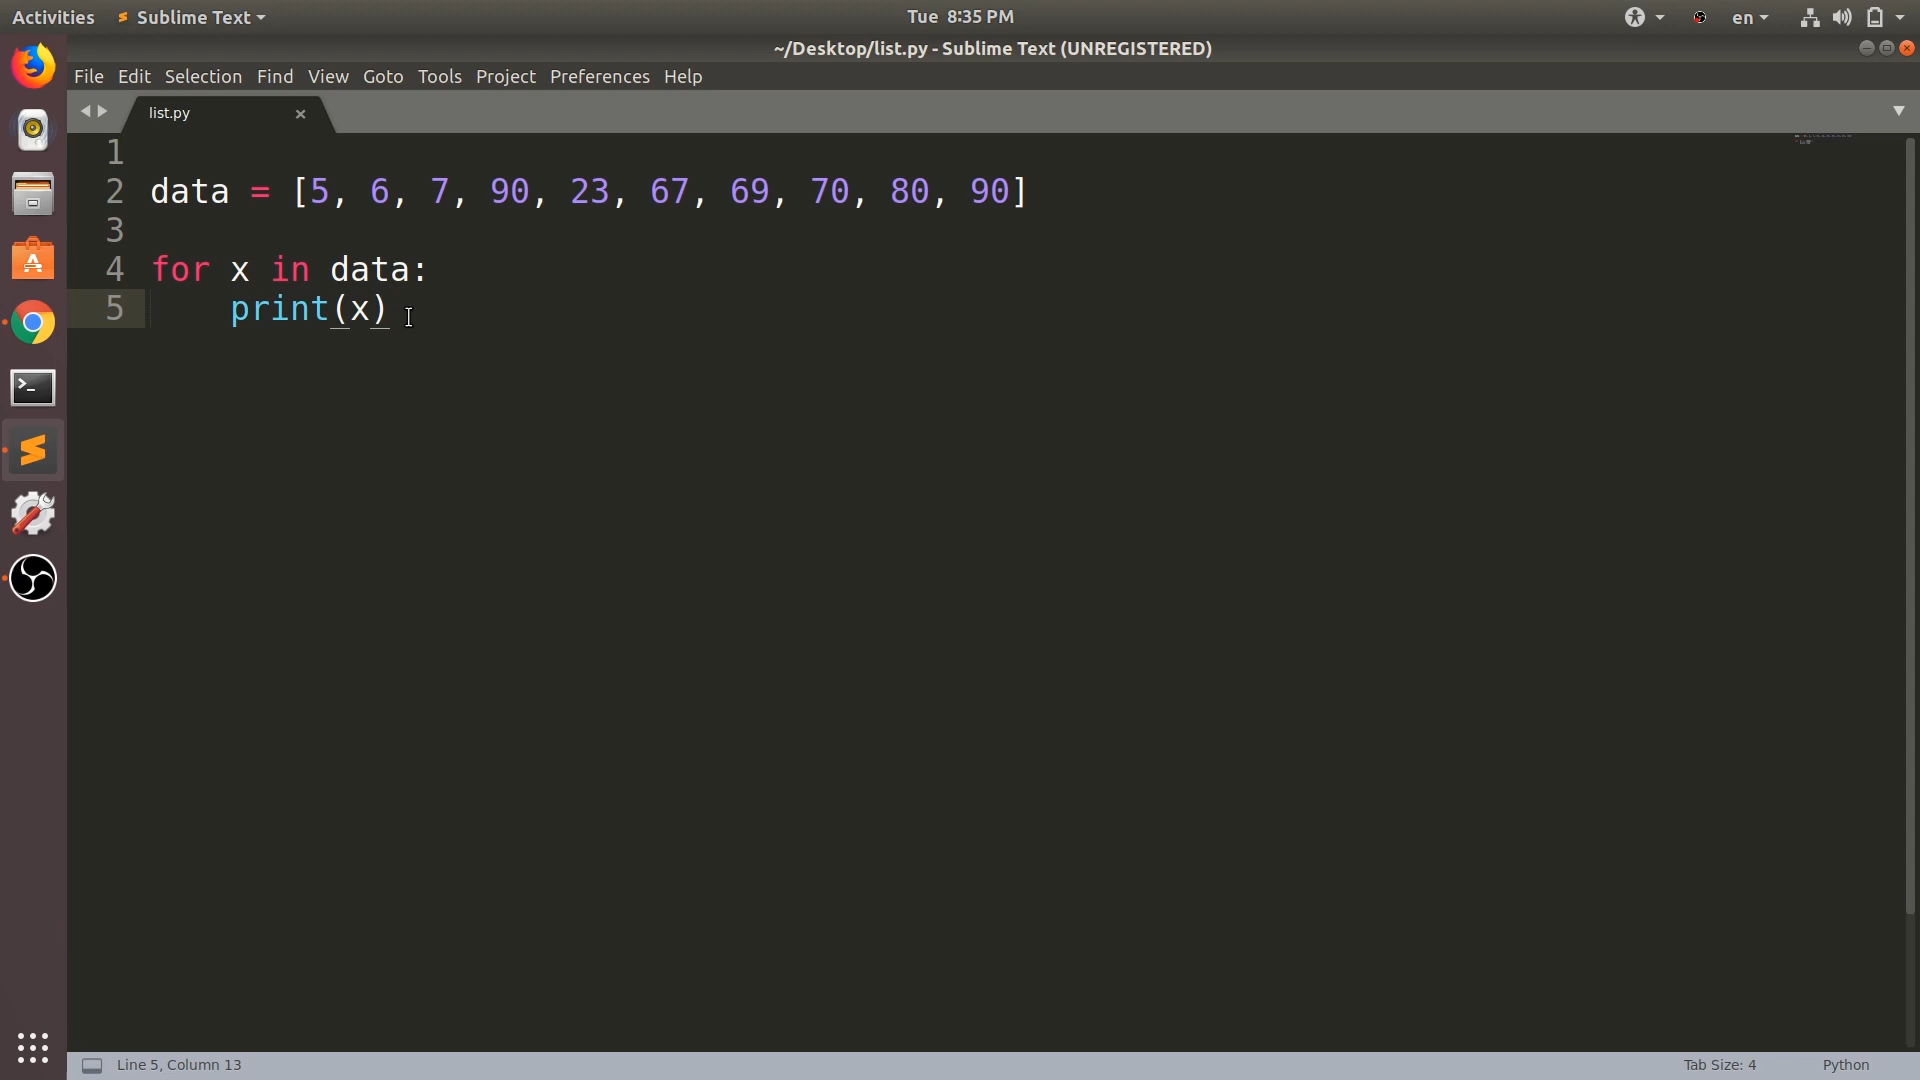 Activities Sublime Text Tue 8:35 PM en
~/Desktop/list.py - Sublime Text (UNREGISTERED)
File Edit Selection Find View Goto Tools Project Preferences Help
list.py
1
2 data = [5, 6, 7, 90, 23, 67, 69, 70, 80, 90]
3
4 for x in data:
5     print(x)
Line 5, Column 13 Tab Size: 4 Python